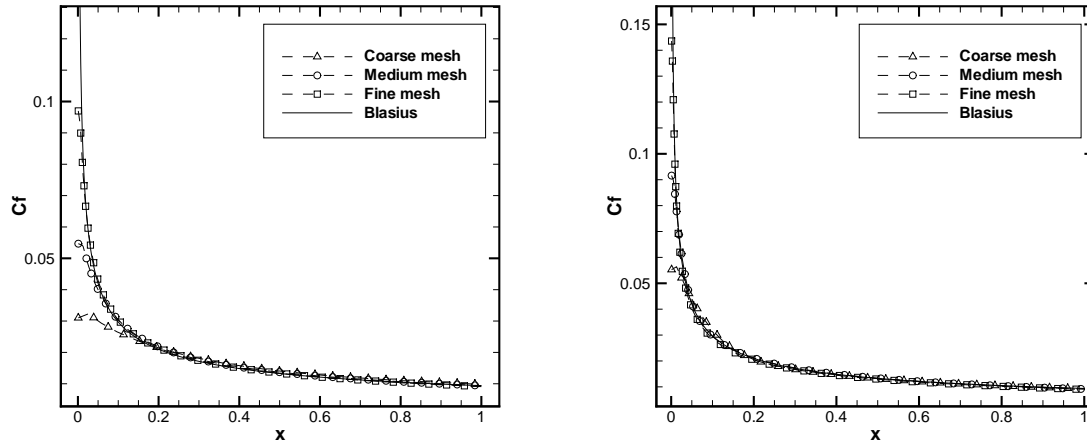 Cf
0.1
0.05
Coarse mesh
Medium mesh
Fine mesh
Blasius
0 0.2 0.4 0.6 0.8 1
x
Cf
0.15
0.1
0.05
Coarse mesh
Medium mesh
Fine mesh
Blasius
0 0.2 0.4 0.6 0.8 1
x